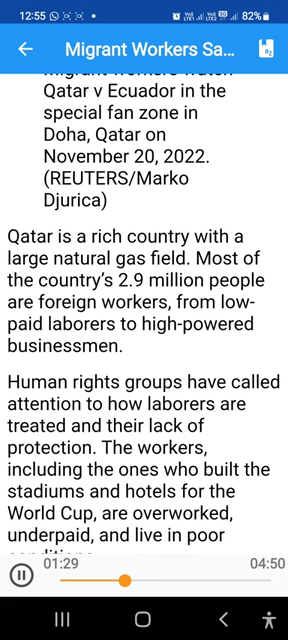 12:55
82%
Migrant Workers Sa...
migrant workers watch
Qatar v Ecuador in the
special fan zone in
Doha, Qatar on
November 20, 2022.
(REUTERS/Marko
Djurica)
Qatar is a rich country with a
large natural gas field. Most of
the country's 2.9 million people
are foreign workers, from low-
paid laborers to high-powered
businessmen.
Human rights groups have called
attention to how laborers are
treated and their lack of
protection. The workers,
including the ones who built the
stadiums and hotels for the
World Cup, are overworked,
underpaid, and live in poor
conditions
01:29
04:50